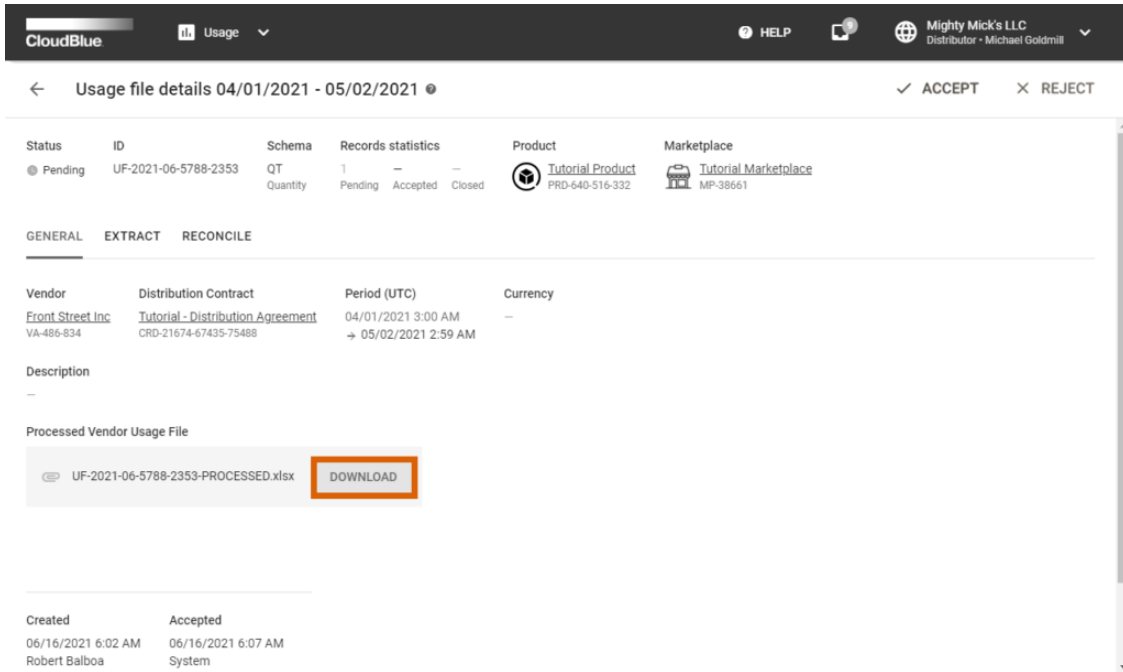 CloudBlue Usage HELP 9 Mighty Mick's LLC
Distributor • Michael Goldmill
Usage file details 04/01/2021 - 05/02/2021 ACCEPT REJECT
Status ID Schema Records statistics Product Marketplace
Pending UF-2021-06-5788-2353 QT 1 – – Tutorial Product Tutorial Marketplace
Quantity Pending Accepted Closed PRD-640-516-332 MP-38661
GENERAL EXTRACT RECONCILE
Vendor Distribution Contract Period (UTC) Currency
Front Street Inc Tutorial - Distribution Agreement 04/01/2021 3:00 AM –
VA-486-834 CRD-21674-67435-75488 → 05/02/2021 2:59 AM
Description
–
Processed Vendor Usage File
UF-2021-06-5788-2353-PROCESSED.xlsx DOWNLOAD
Created Accepted
06/16/2021 6:02 AM 06/16/2021 6:07 AM
Robert Balboa System